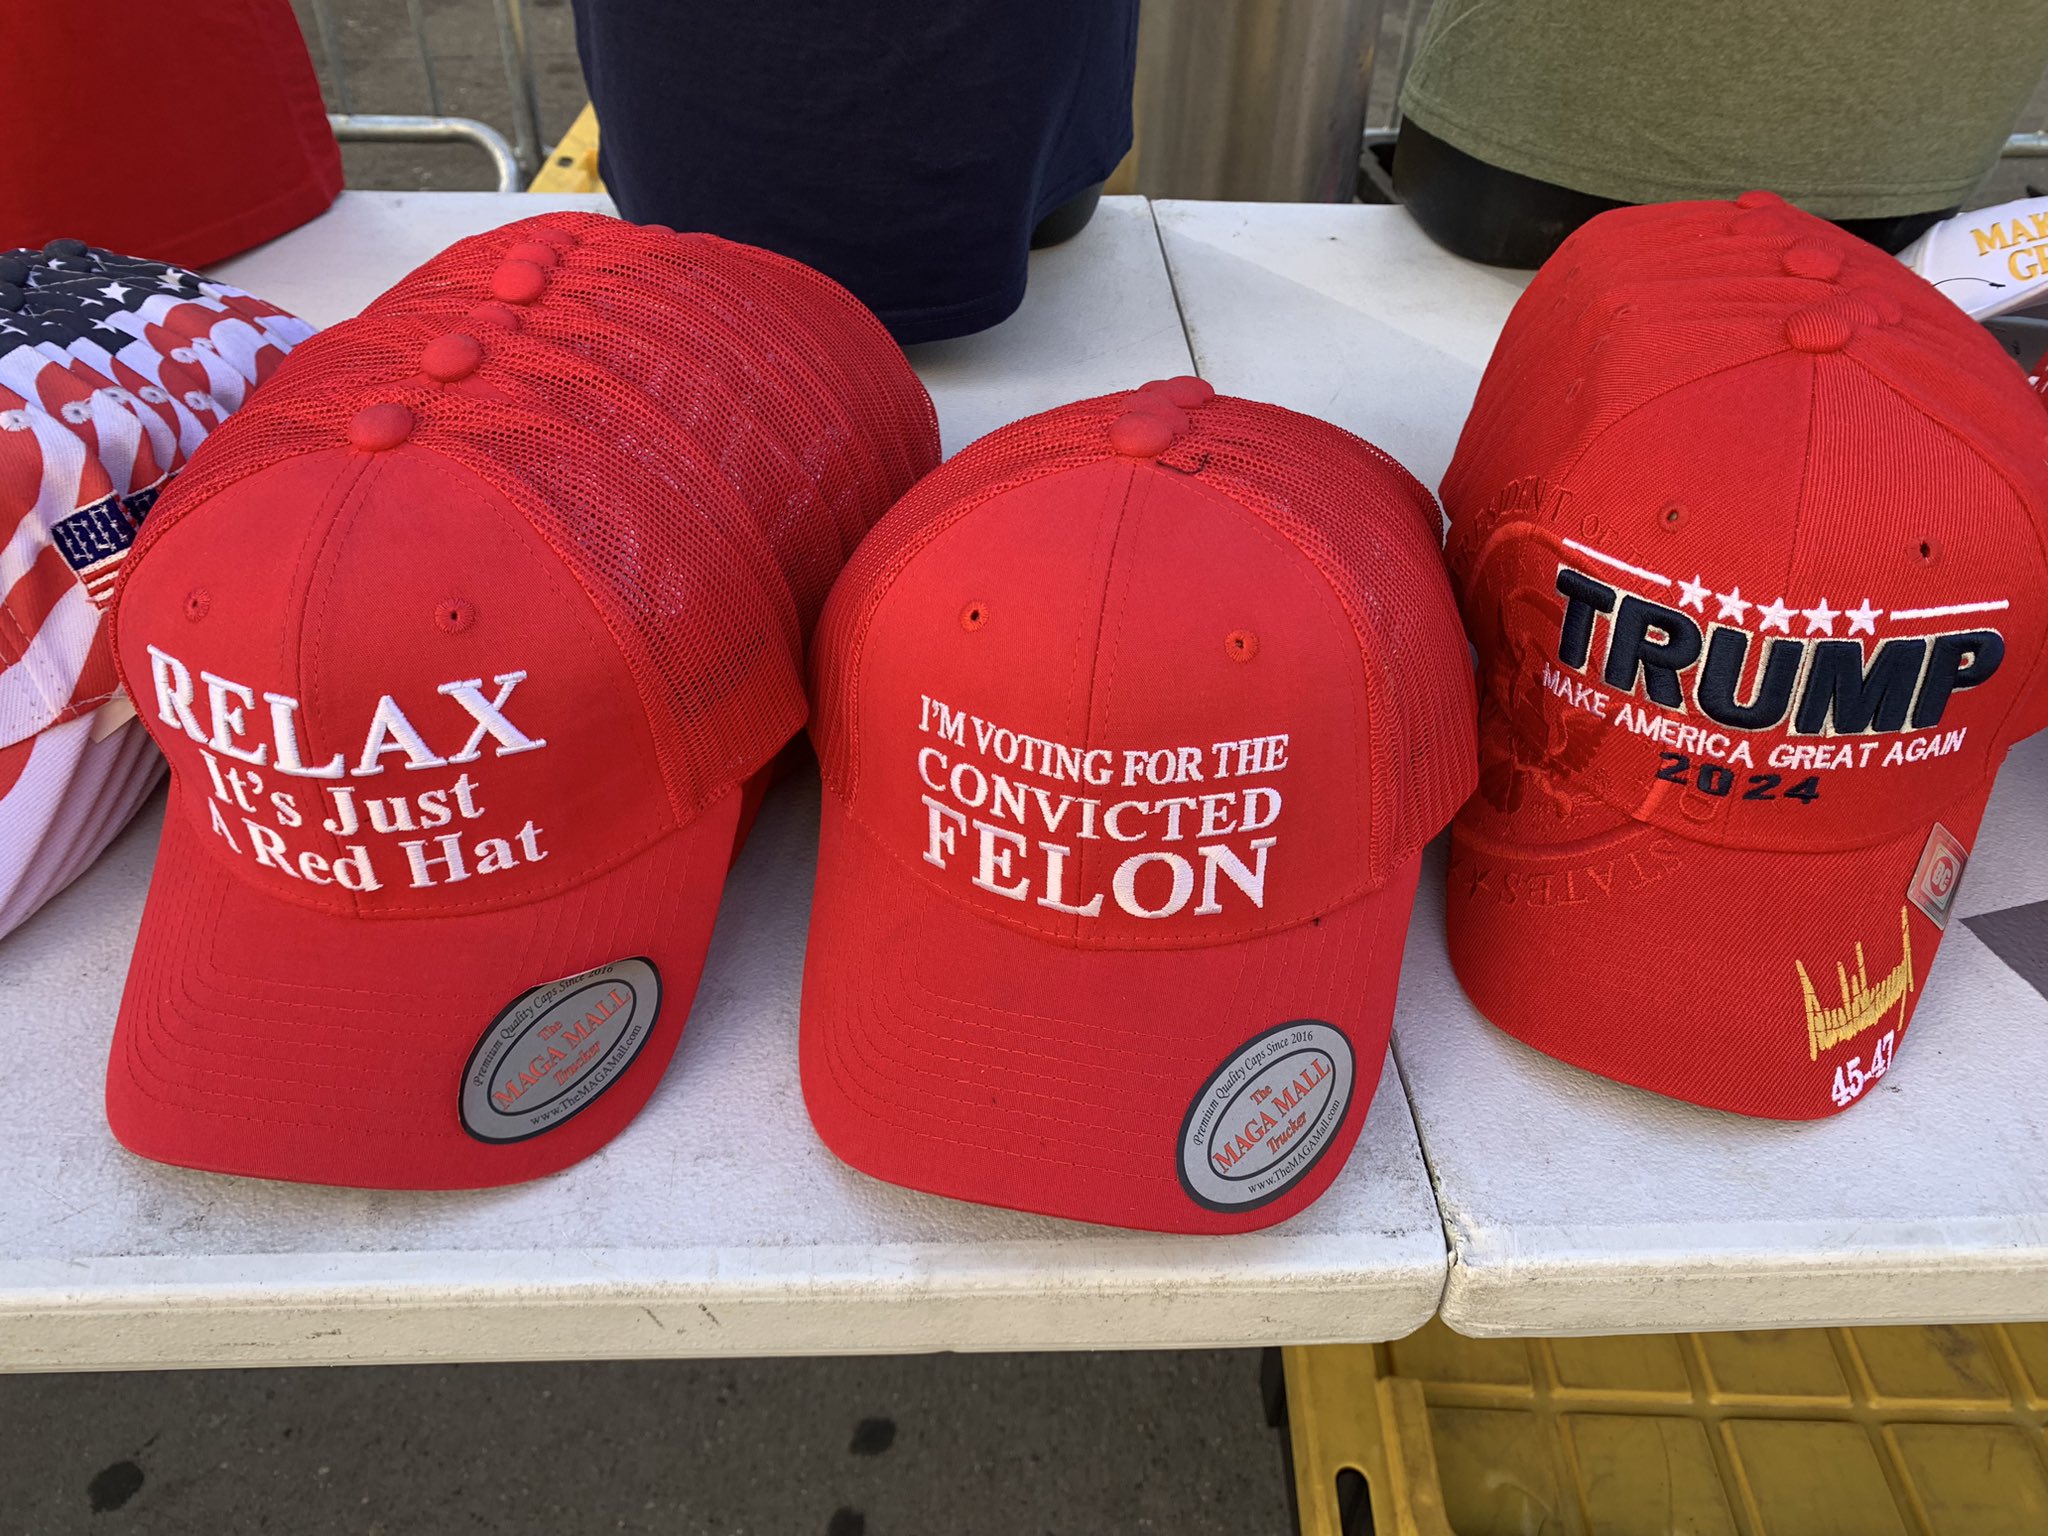 RELAX
It's Just
A Red Hat
Premium Quality Caps Since 2016
The
MAGA MALL
Trucker
www.TheMAGAMall.com
I'M VOTING FOR THE
CONVICTED
FELON
Premium Quality Caps Since 2016
The
MAGA MALL
Trucker
www.TheMAGAMall.com
TRUMP
MAKE AMERICA GREAT AGAIN
2024
STATES
45-47